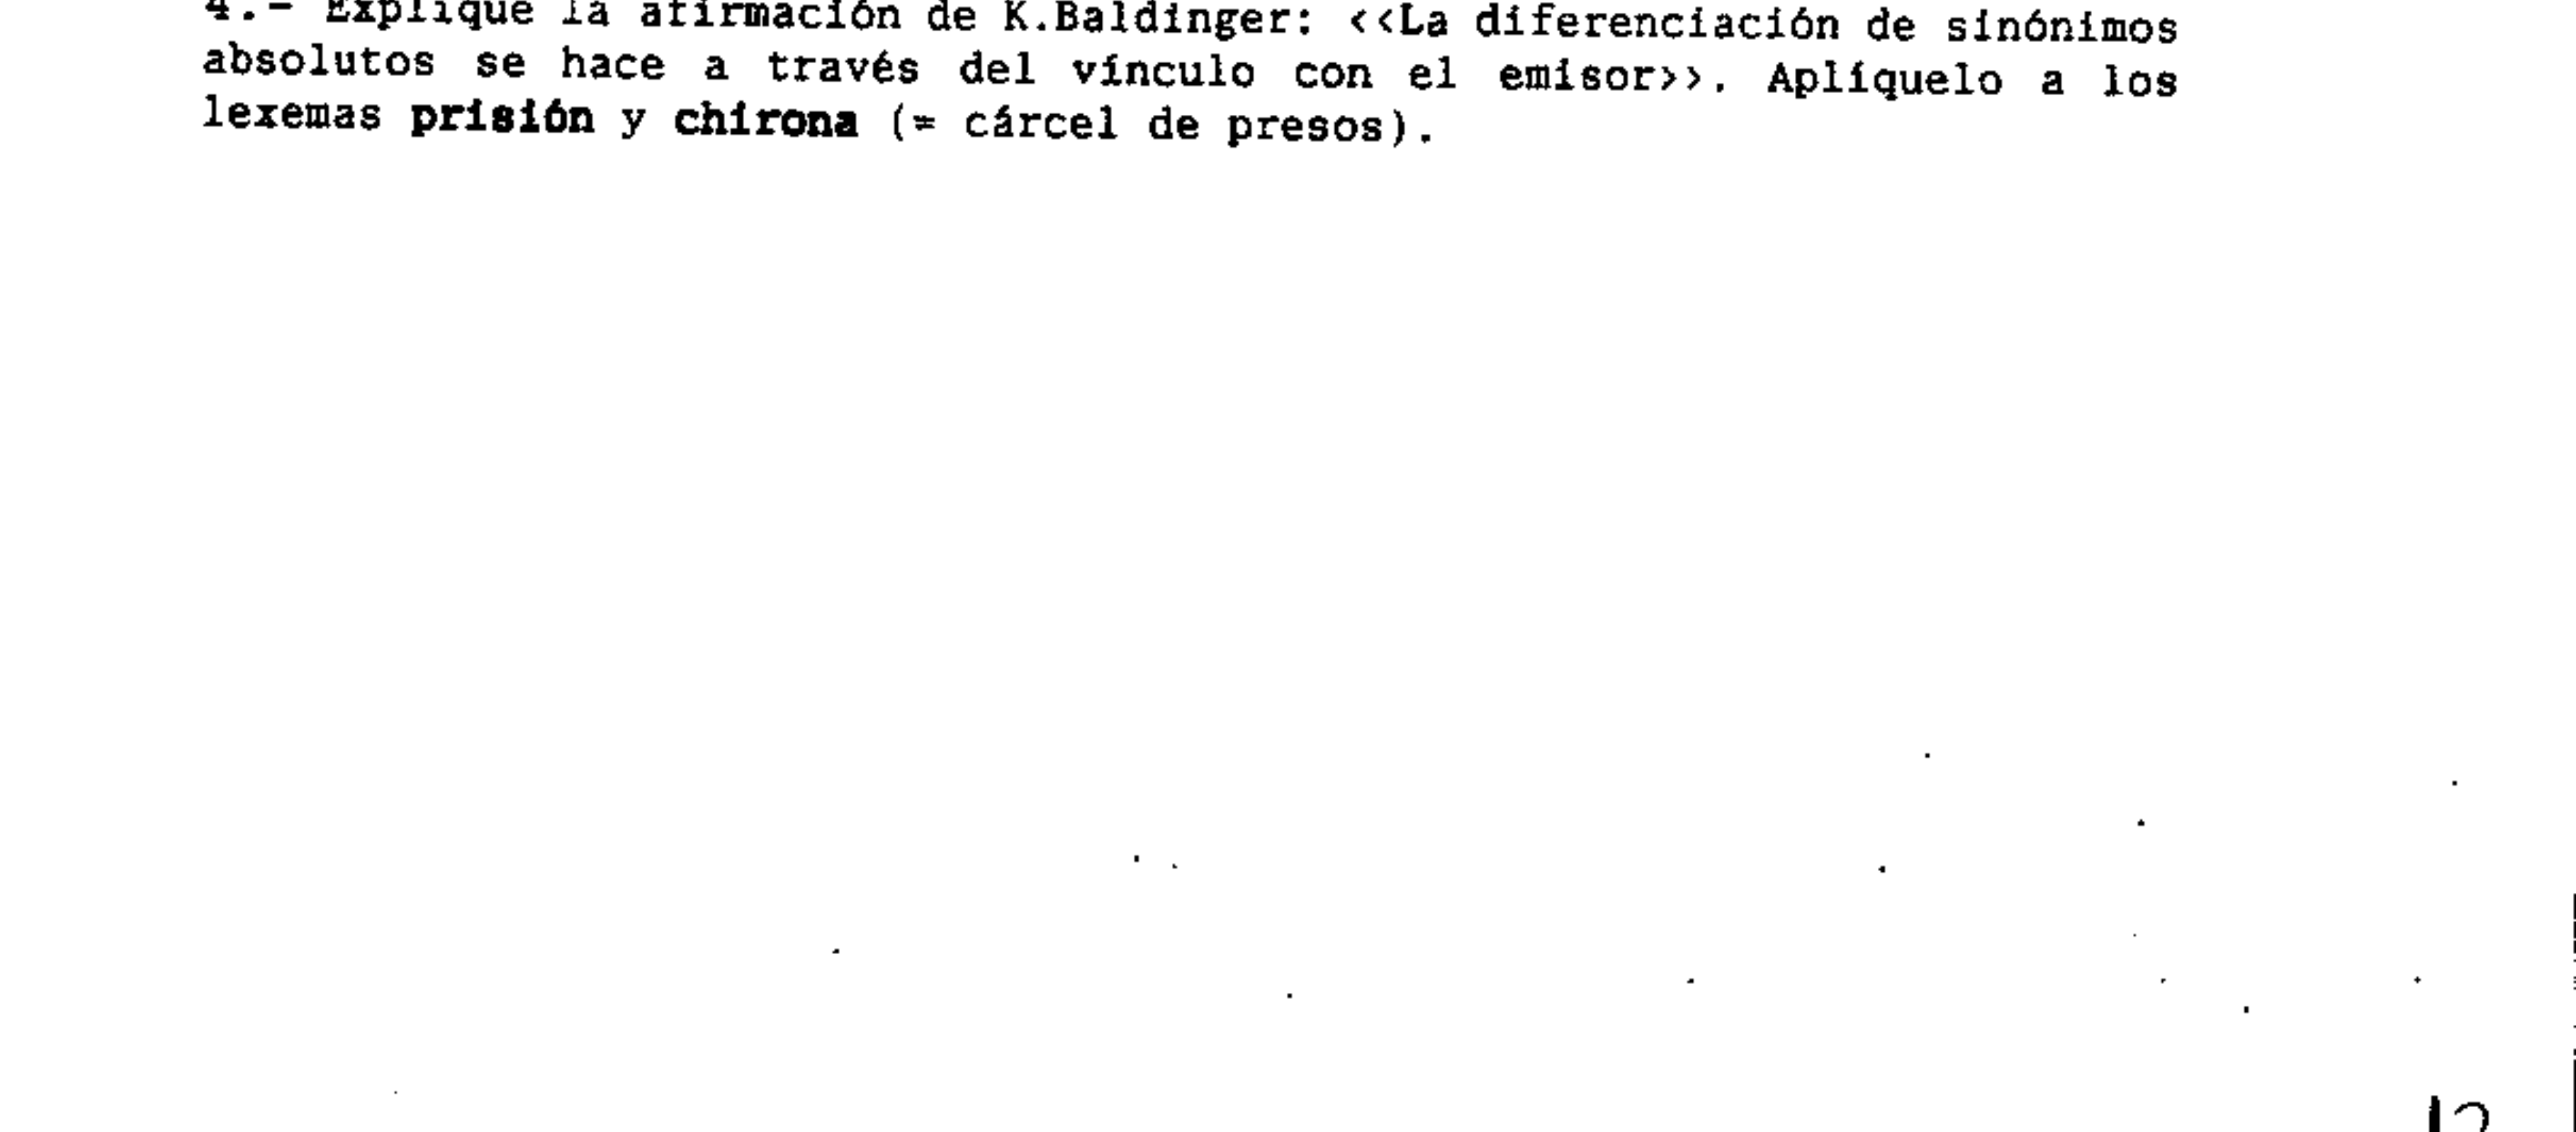 4.- Explique la afirmación de K.Baldinger: <<La diferenciación de sinónimos
absolutos se hace a través del vínculo con el emisor>>. Aplíquelo a los
lexemas prisión y chirona (= cárcel de presos).